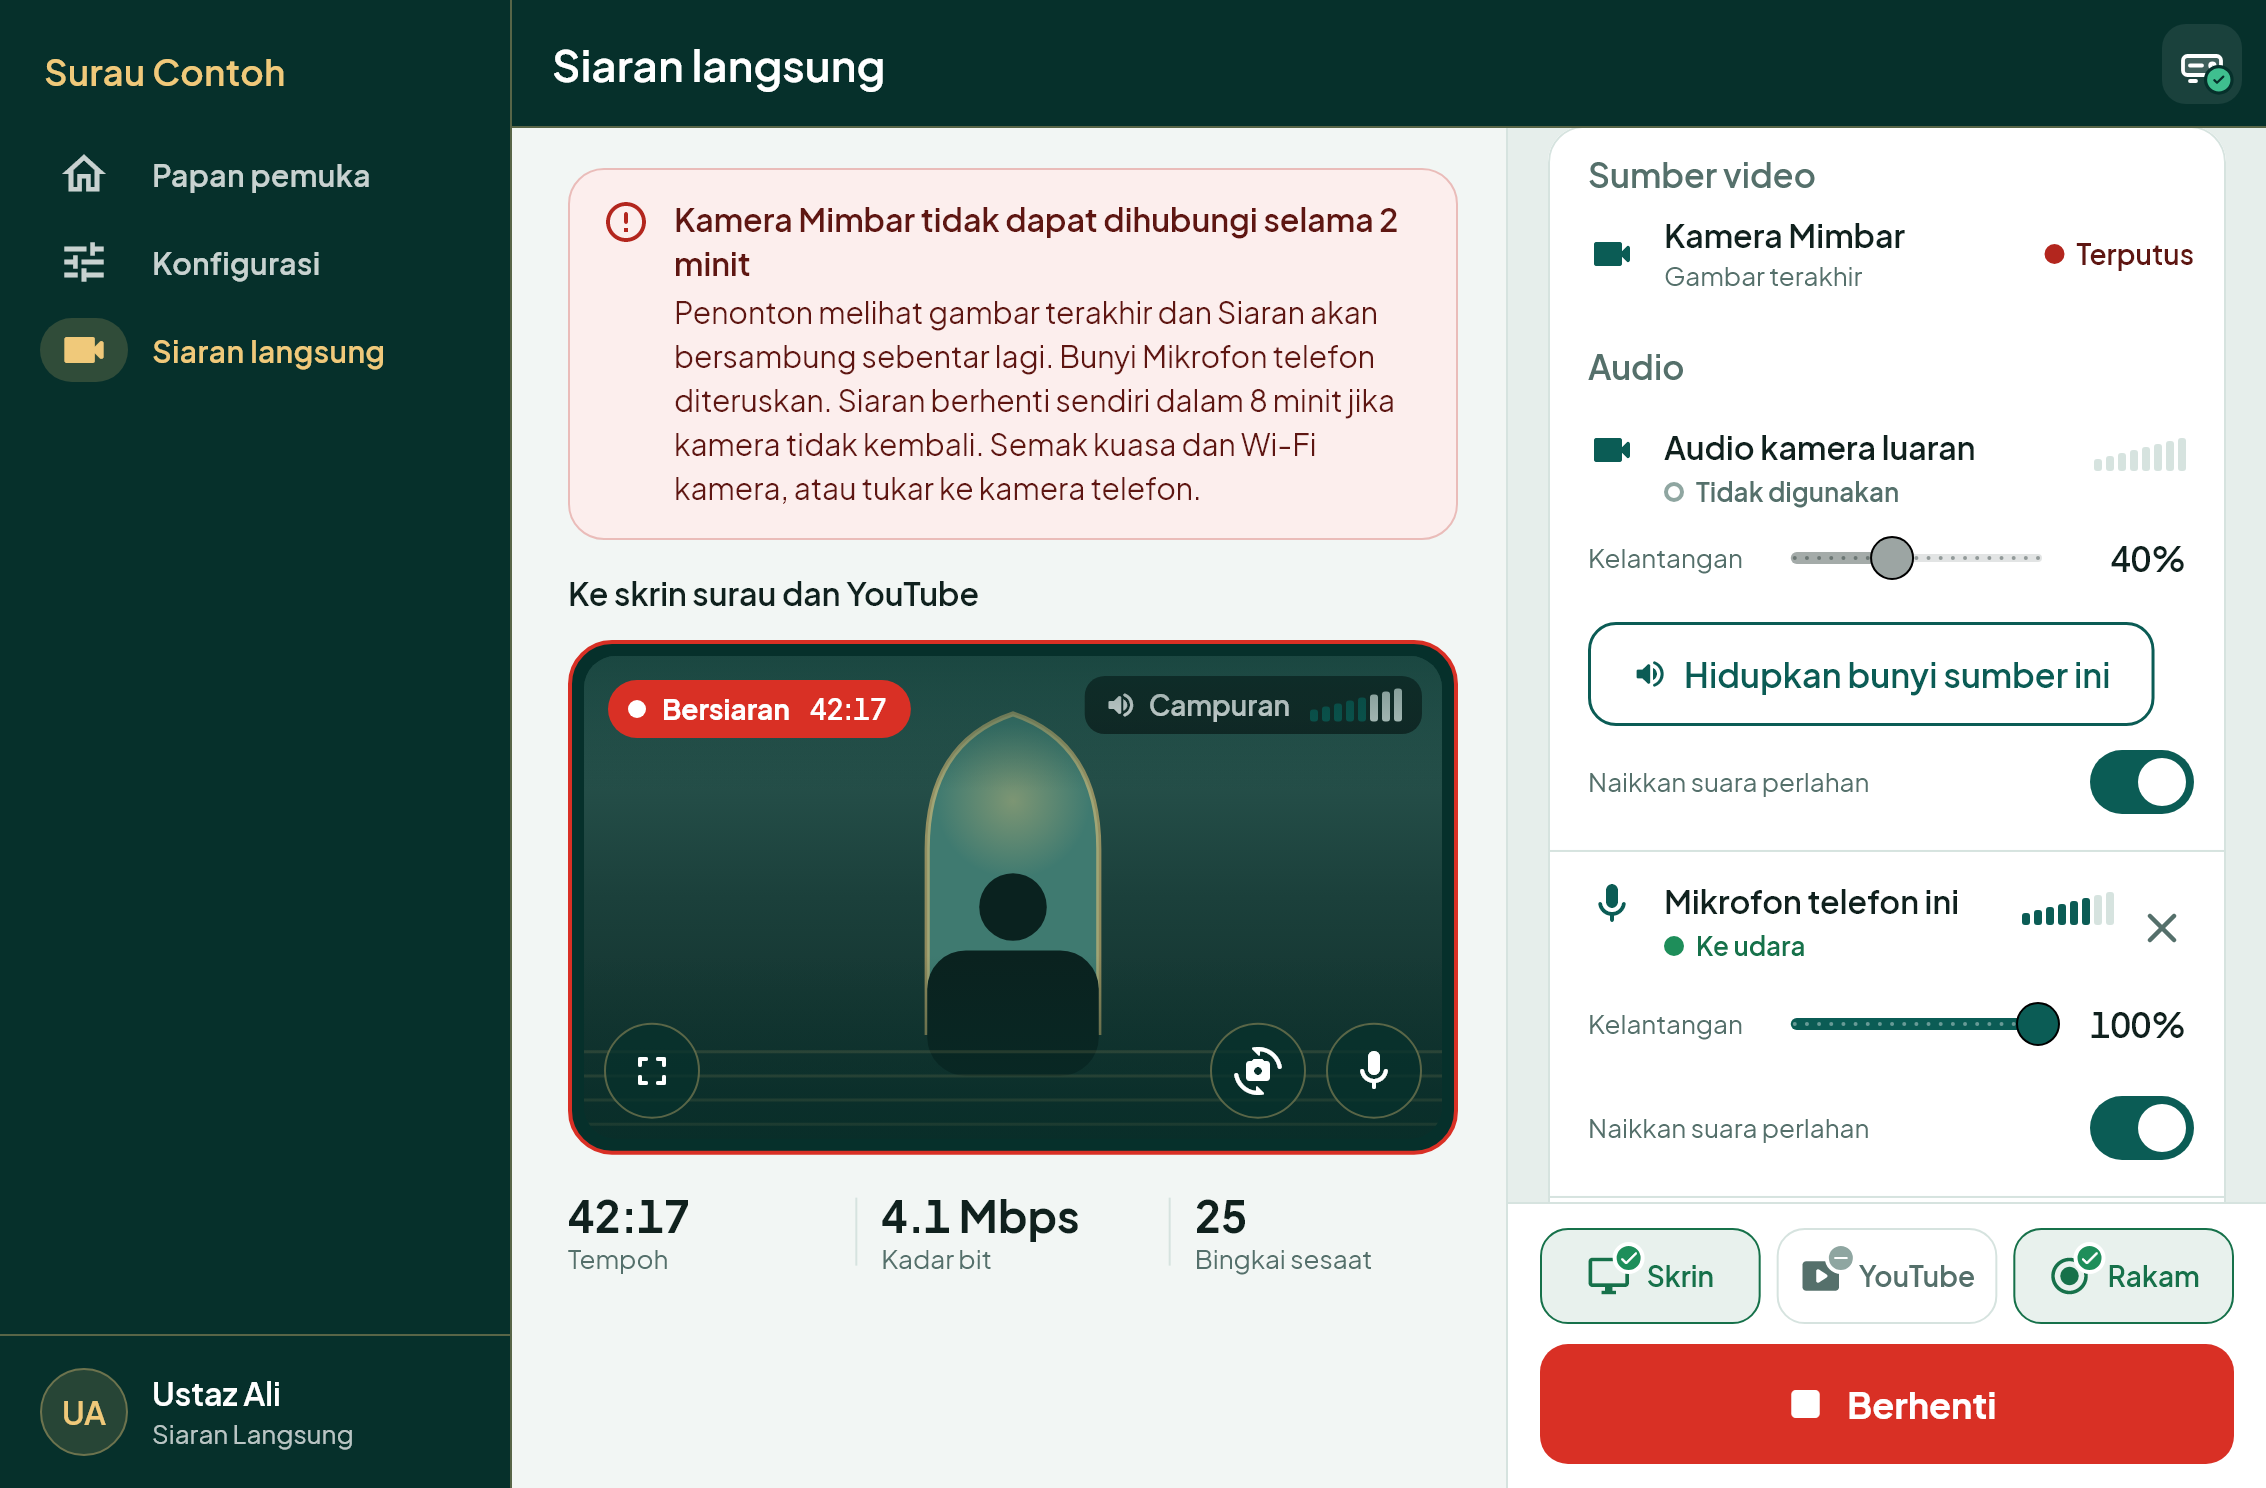 Surau Contoh
Papan pemuka
Konfigurasi
Siaran langsung
UA
Ustaz Ali
Siaran Langsung
Siaran langsung
Kamera Mimbar tidak dapat dihubungi selama 2
minit
Penonton melihat gambar terakhir dan Siaran akan
bersambung sebentar lagi. Bunyi Mikrofon telefon
diteruskan. Siaran berhenti sendiri dalam 8 minit jika
kamera tidak kembali. Semak kuasa dan Wi-Fi
kamera, atau tukar ke kamera telefon.
Ke skrin surau dan YouTube
Bersiaran 42:17
Campuran
42:17
Tempoh
4.1 Mbps
Kadar bit
25
Bingkai sesaat
Sumber video
Kamera Mimbar
Gambar terakhir
Terputus
Audio
Audio kamera luaran
Tidak digunakan
Kelantangan
40%
Hidupkan bunyi sumber ini
Naikkan suara perlahan
Mikrofon telefon ini
Ke udara
Kelantangan
100%
Naikkan suara perlahan
Skrin
YouTube
Rakam
Berhenti